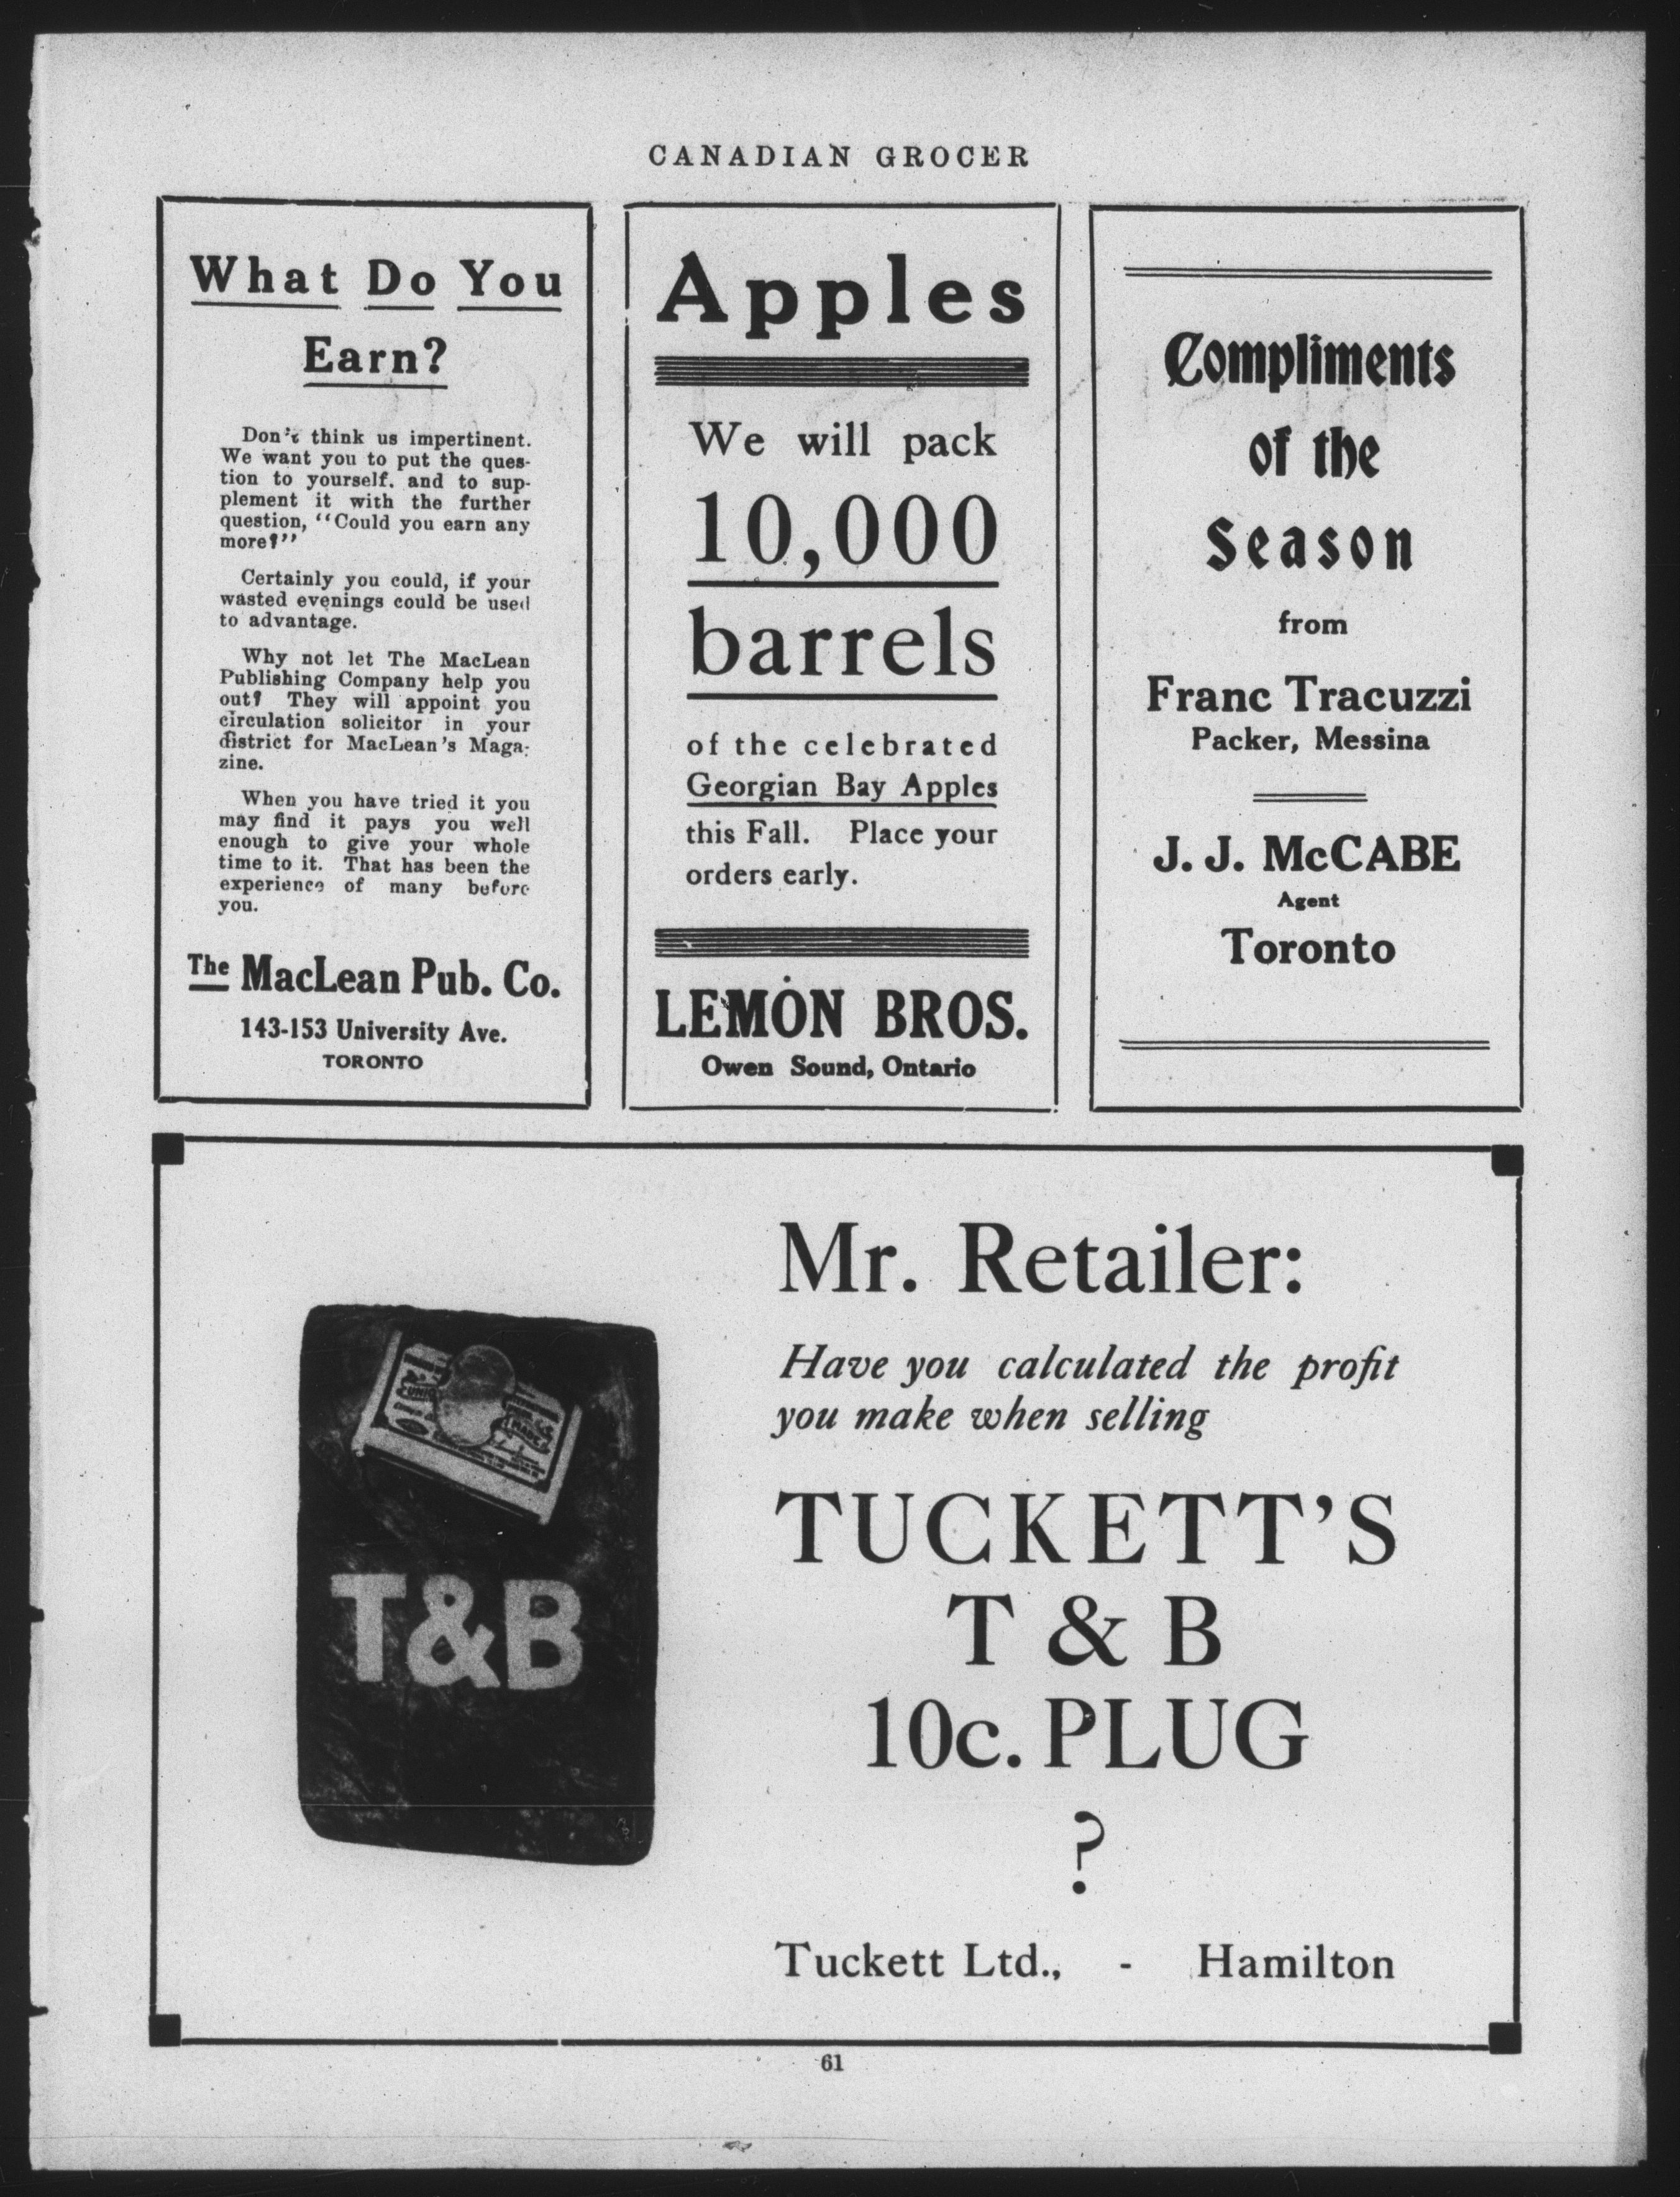 CANADIAN GROCER
What Do You
Earn?
Don't think us impertinent.
We want you to put the ques-
tion to yourself. and to sup-
plement it with the further
question, "Could you earn any
more?"
Certainly you could, if your
wasted evenings could be used
to advantage.
Why not let The MacLean
Publishing Company help you
out? They will appoint you
circulation solicitor in your
district for MacLean's Maga-
zine.
When you have tried it you
may find it pays you well
enough to give your whole
time to it. That has been the
experience of many before
you.
The MacLean Pub. Co.
143-153 University Ave.
TORONTO
Apples
We will pack
10,000
barrels
of the celebrated
Georgian Bay Apples
this Fall. Place your
orders early.
LEMON BROS.
Owen Sound, Ontario
Compliments
of the
Season
from
Franc Tracuzzi
Packer, Messina
J. J. McCABE
Agent
Toronto
T&B
Mr. Retailer:
Have you calculated the profit
you make when selling
TUCKETT'S
T & B
10c. PLUG
?
Tuckett Ltd., - Hamilton
61